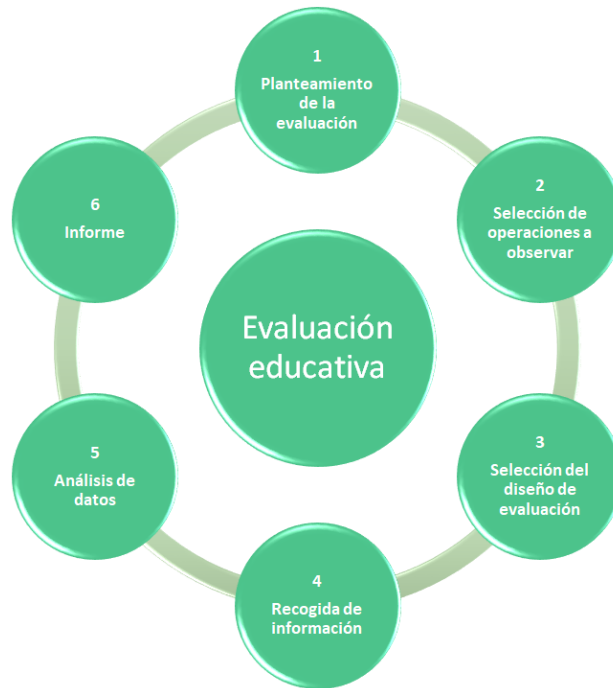 1
Planteamiento
de la
evaluación
2
Selección de
operaciones a
observar
3
Selección del
diseño de
evaluación
4
Recogida de
información
5
Análisis de
datos
6
Informe
Evaluación
educativa